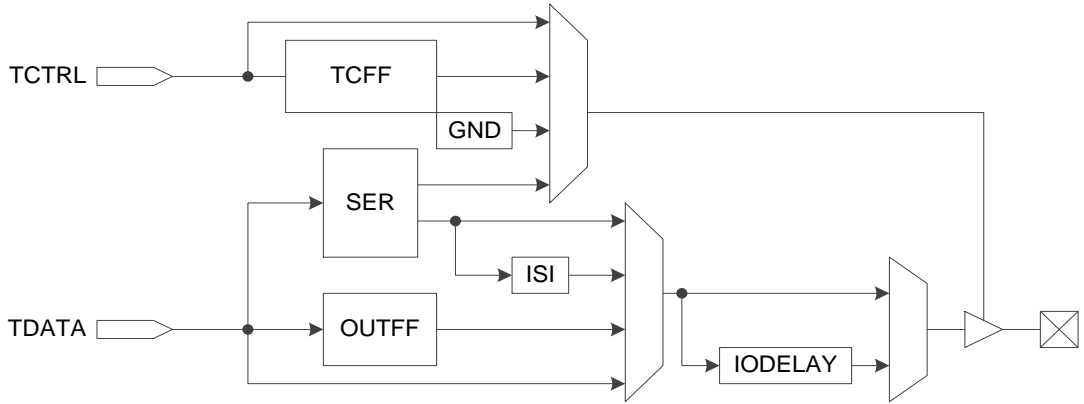 TCTRL
TCFF
GND
SER
ISI
TDATA
OUTFF
IODELAY